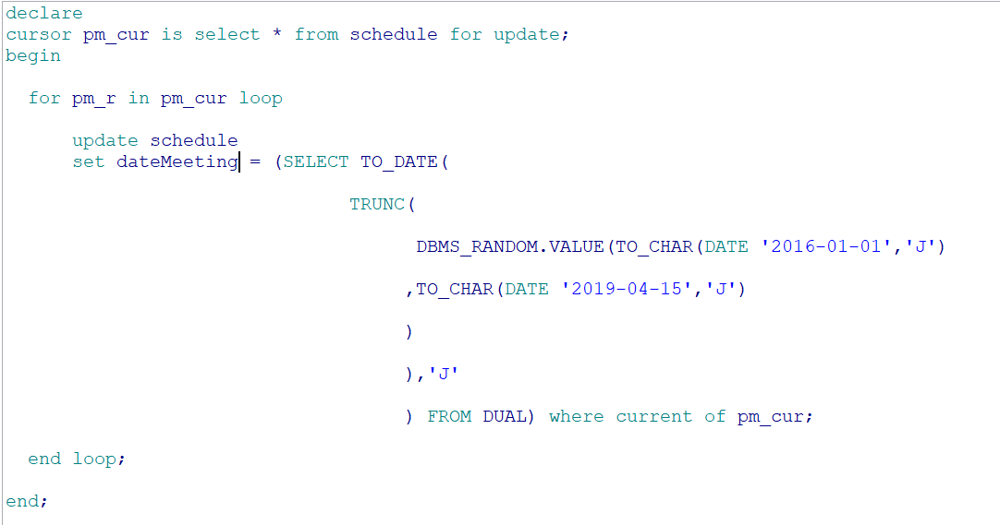 declare
cursor pm_cur is select * from schedule for update;
begin
for pm_r in pm_cur loop
update schedule
set dateMeeting = (SELECT TO_DATE(
TRUNC(
DBMS_RANDOM.VALUE(TO_CHAR(DATE '2016-01-01','J')
,TO_CHAR(DATE '2019-04-15','J')
)
),'J'
) FROM DUAL) where current of pm_cur;
end loop;
end;